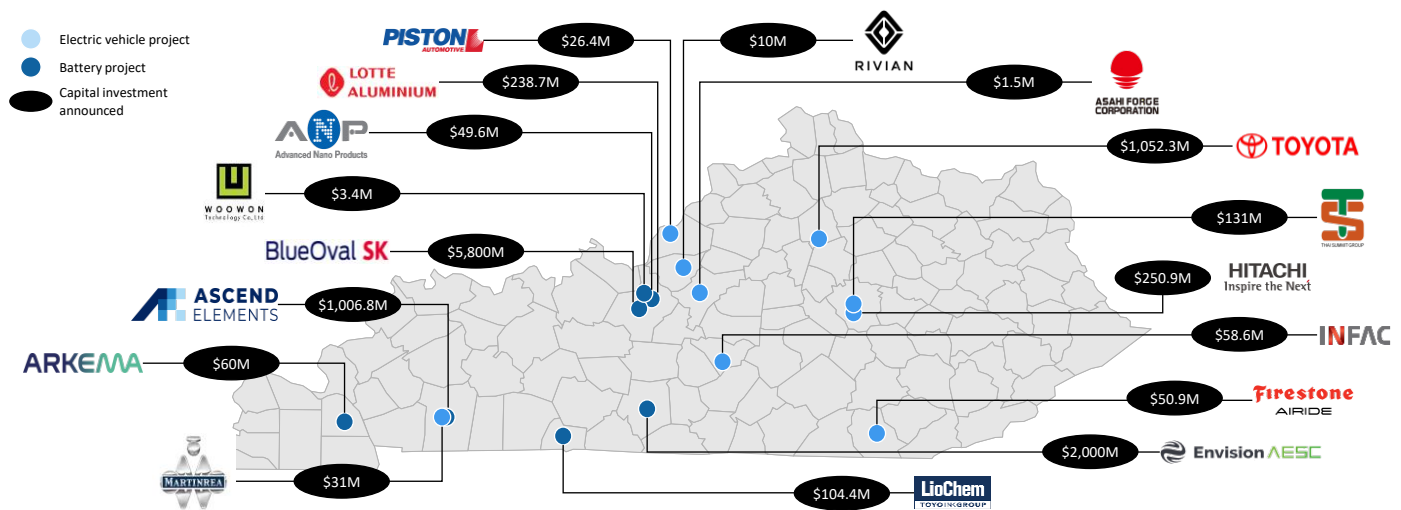 Electric vehicle project
Battery project
Capital investment
announced
PISTON
AUTOMOTIVE
$26.4M
$10M
RIVIAN
LOTTE
ALUMINIUM
$238.7M
$1.5M
ASAHI FORGE
CORPORATION
ANP
Advanced Nano Products
$49.6M
$1,052.3M
TOYOTA
WOOWON
Technology Co,Ltd
$3.4M
$131M
TS
THAI SUMMIT GROUP
BlueOval SK
$5,800M
$250.9M
HITACHI
Inspire the Next
ASCEND
ELEMENTS
$1,006.8M
$58.6M
INFAC
ARKEMA
$60M
$50.9M
Firestone
AIRIDE
$2,000M
Envision AESC
MARTINREA
$31M
$104.4M
LioChem
TOYO INK GROUP